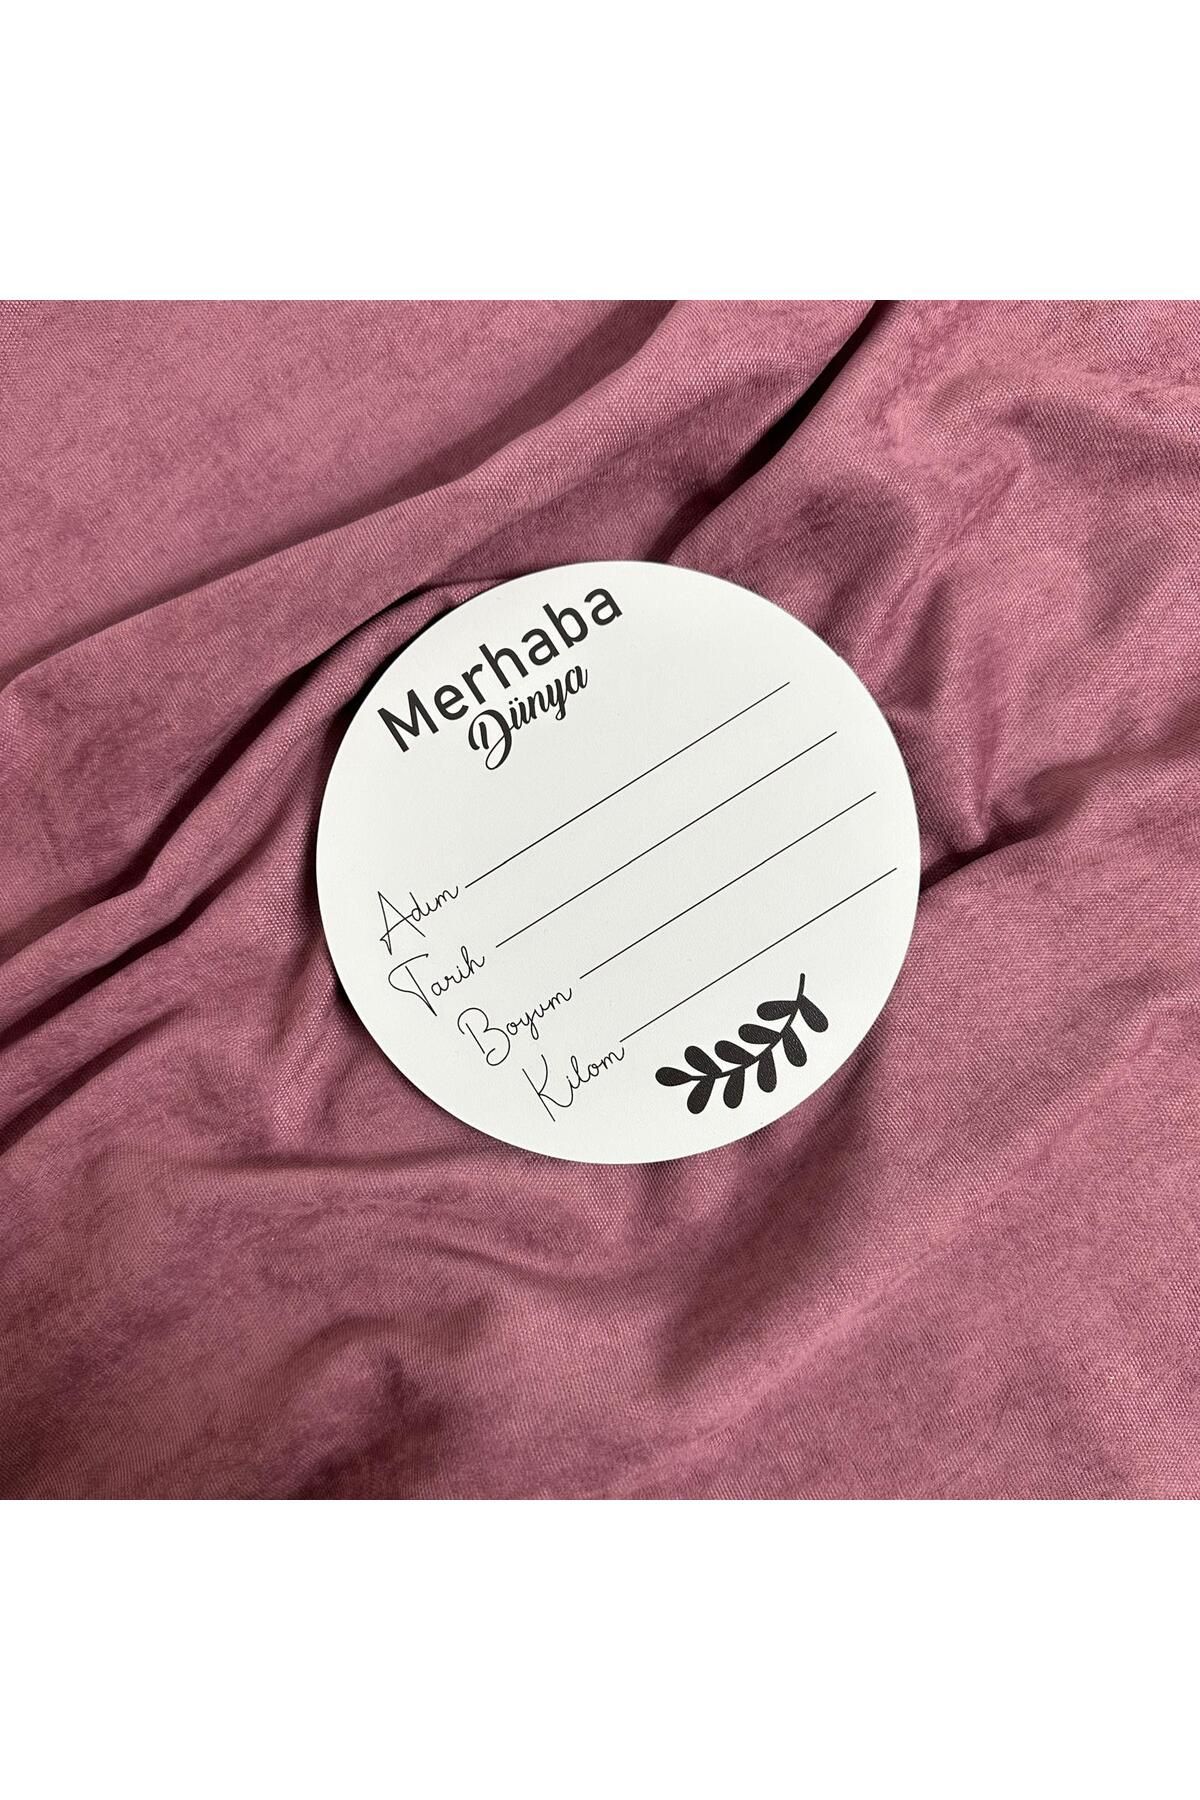 Merhaba
Dünya
Adım
Tarih
Boyum
Kilom